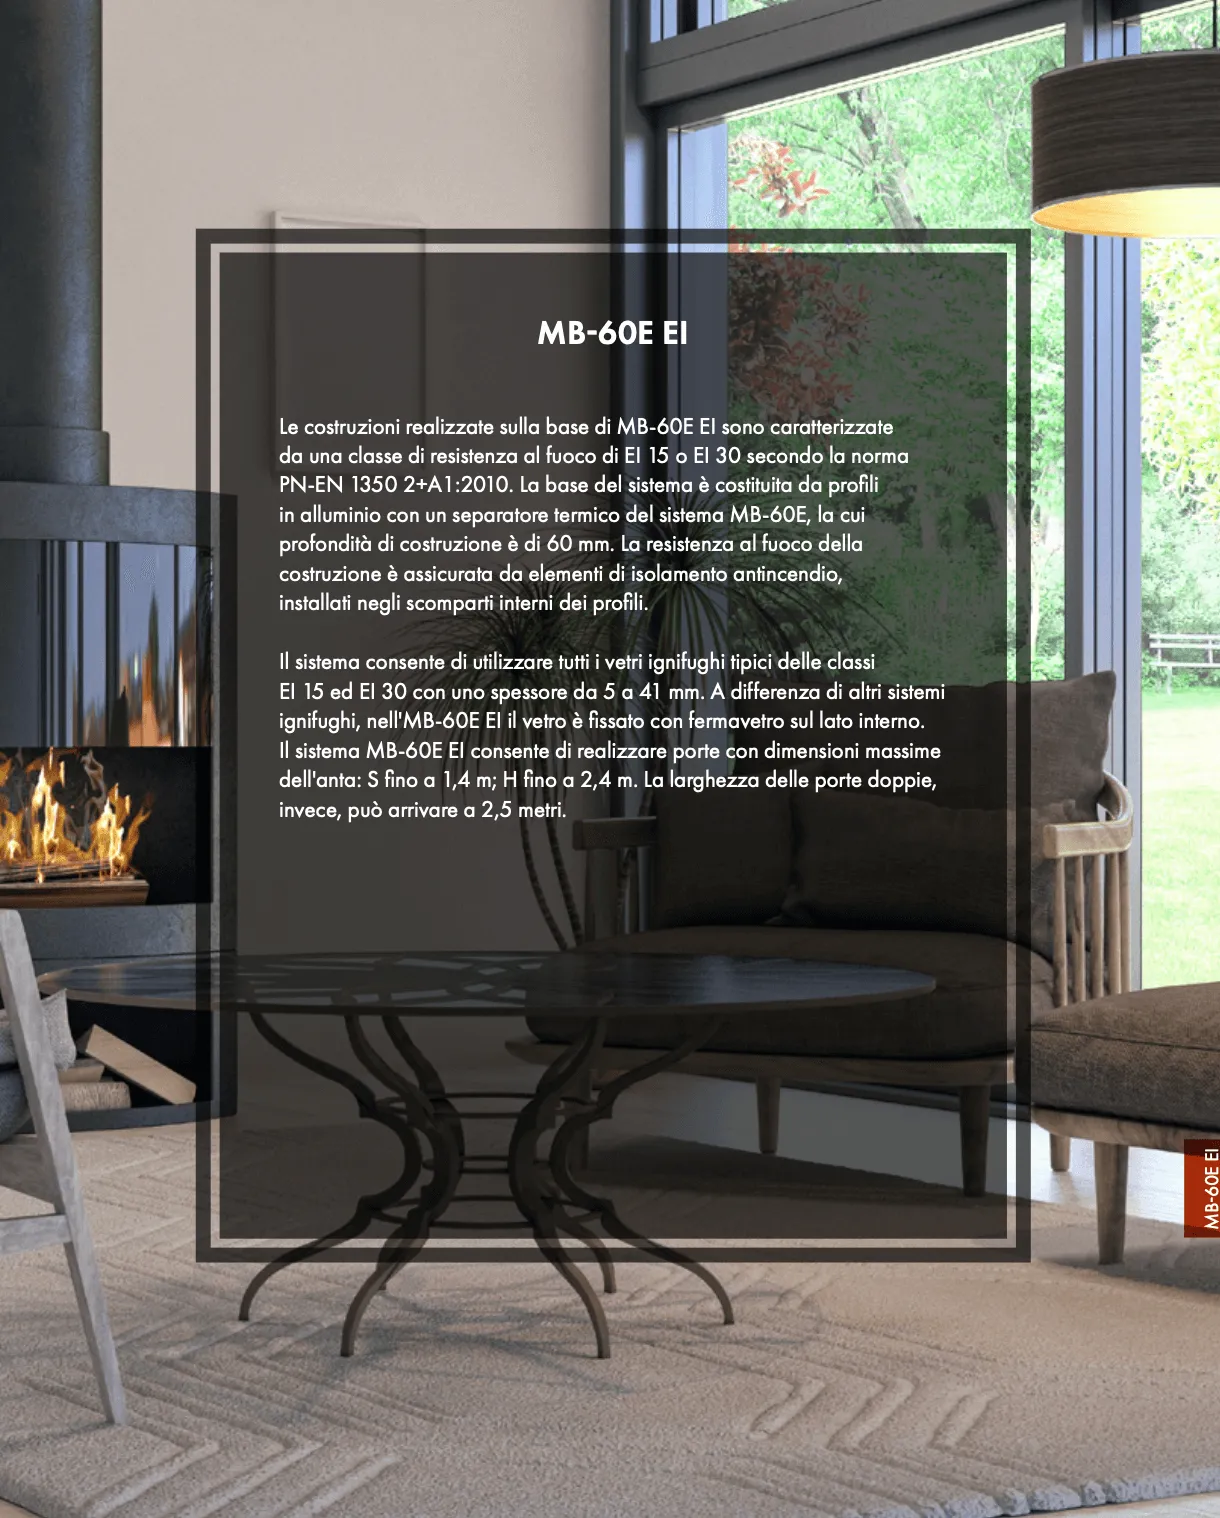 MB-60E EI
Le costruzioni realizzate sulla base di MB-60E EI sono caratterizzate
da una classe di resistenza al fuoco di EI 15 o EI 30 secondo la norma
PN-EN 1350 2+A1:2010. La base del sistema è costituita da profili
in alluminio con un separatore termico del sistema MB-60E, la cui
profondità di costruzione è di 60 mm. La resistenza al fuoco della
costruzione è assicurata da elementi di isolamento antincendio,
installati negli scomparti interni dei profili.
Il sistema consente di utilizzare tutti i vetri ignifughi tipici delle classi
EI 15 ed EI 30 con uno spessore da 5 a 41 mm. A differenza di altri sistemi
ignifughi, nell'MB-60E EI il vetro è fissato con fermavetro sul lato interno.
Il sistema MB-60E EI consente di realizzare porte con dimensioni massime
dell'anta: S fino a 1,4 m; H fino a 2,4 m. La larghezza delle porte doppie,
invece, può arrivare a 2,5 metri.
MB-60E EI